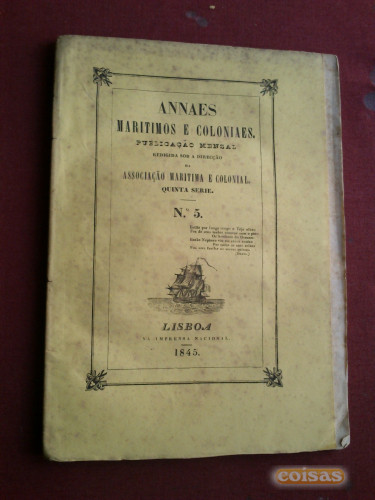 ANNAES
MARITIMOS E COLONIAES.
PUBLICAÇÃO MENSAL
REDIGIDA SOB A DIRECÇÃO
DA
ASSOCIAÇÃO MARITIMA E COLONIAL.
QUINTA SERIE.
N.º 5.
LISBOA
NA IMPRENSA NACIONAL
1845.
coisas